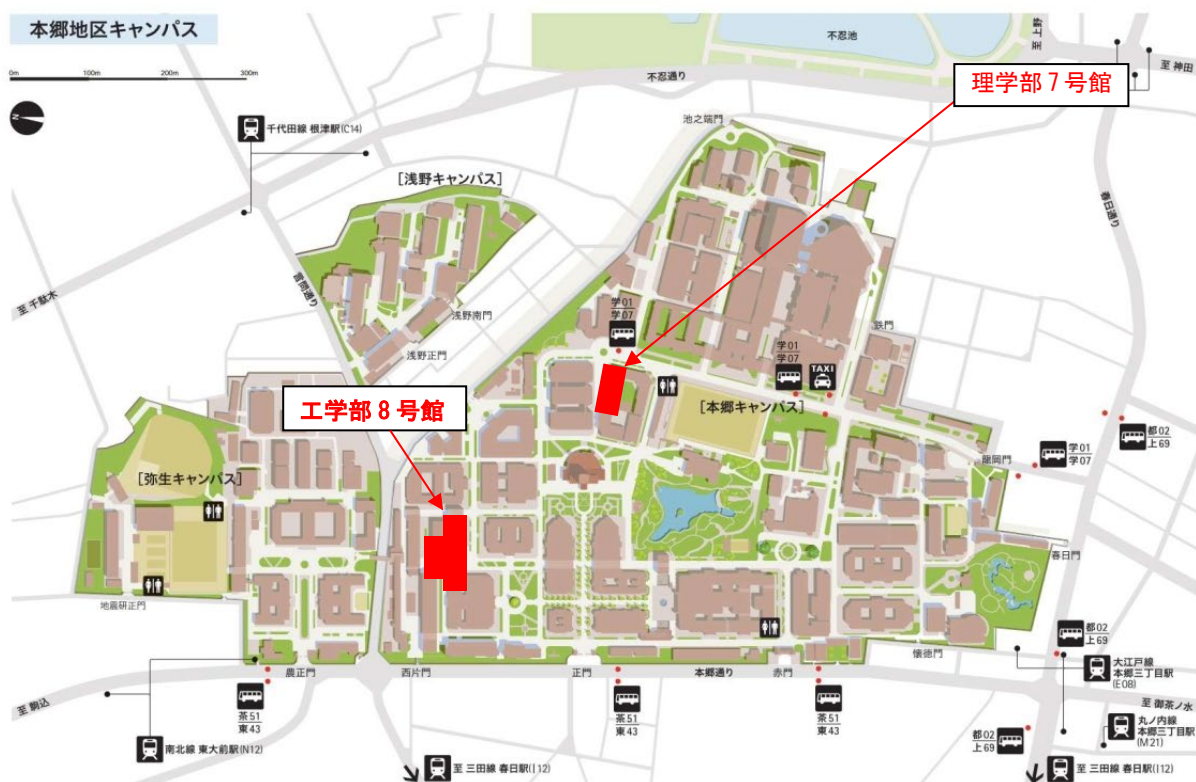 本郷地区キャンパス
0m 100m 200m 300m
N
不忍池
至 上野
至 神田
不忍通り
理学部 7 号館
千代田線 根津駅(C14)
池之端門
[浅野キャンパス]
春日通り
言問通り
至 千駄木
浅野南門
浅野正門
学01
学07
鉄門
学01
学07
TAXI
工学部 8 号館
[本郷キャンパス]
都02
上69
学01
学07
龍岡門
[弥生キャンパス]
春日門
地震研正門
都02
上69
懐徳門
大江戸線
本郷三丁目駅
(E08)
農正門
西片門
正門
本郷通り
赤門
至 駒込
茶51
東43
茶51
東43
茶51
東43
至 御茶ノ水
丸ノ内線
本郷三丁目駅
(M21)
都02
上69
南北線 東大前駅(N12)
至 三田線 春日駅(I12)
至 三田線 春日駅(I12)